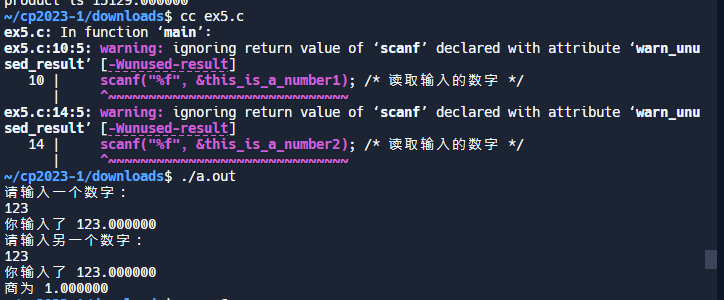 product is 15129.000000
~/cp2023-1/downloads$ cc ex5.c
ex5.c: In function ‘main’:
ex5.c:10:5: warning: ignoring return value of ‘scanf’ declared with attribute ‘warn_unu
sed_result’ [-Wunused-result]
   10 |     scanf("%f", &this_is_a_number1); /* 读取输入的数字 */
      |     ^~~~~~~~~~~~~~~~~~~~~~~~~~~~~~~
ex5.c:14:5: warning: ignoring return value of ‘scanf’ declared with attribute ‘warn_unu
sed_result’ [-Wunused-result]
   14 |     scanf("%f", &this_is_a_number2); /* 读取输入的数字 */
      |     ^~~~~~~~~~~~~~~~~~~~~~~~~~~~~~~
~/cp2023-1/downloads$ ./a.out
请输入一个数字：
123
你输入了 123.000000
请输入另一个数字：
123
你输入了 123.000000
商为 1.000000